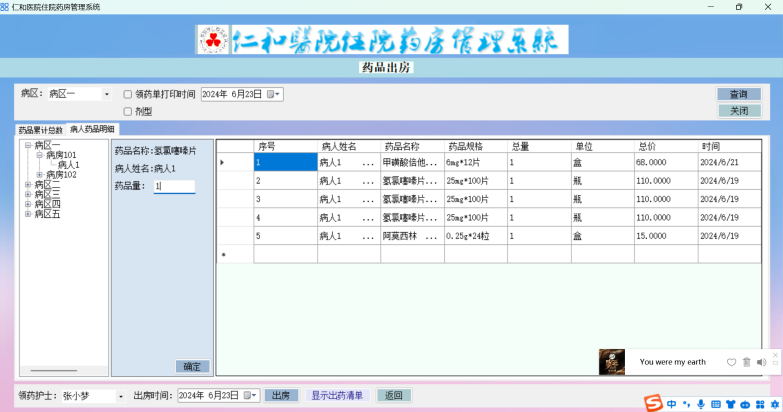 仁和医院住院药房管理系统
仁和醫院住院药房管理系统
药品出房
病区： 病区一 领药单打印时间 2024年 6月23日 查询
剂型 关闭
药品累计总数 病人药品明细
病区一
病房101
病人1
病房102
病区二
病区三
病区四
病区五
药品名称:氢氯噻嗪片
病人姓名:病人1
药品量： 1
确定
序号 病人姓名 药品名称 药品规格 总量 单位 总价 时间
1 病人1 ... 甲磺酸倍他... 6mg*12片 1 盒 68.0000 2024/6/21
2 病人1 ... 氢氯噻嗪片... 25mg*100片 1 瓶 110.0000 2024/6/19
3 病人1 ... 氢氯噻嗪片... 25mg*100片 1 瓶 110.0000 2024/6/19
4 病人1 ... 氢氯噻嗪片... 25mg*100片 1 瓶 110.0000 2024/6/19
5 病人1 ... 阿莫西林 ... 0.25g*24粒 1 盒 15.0000 2024/6/19
You were my earth
领药护士： 张小梦 出房时间： 2024年 6月23日 出房 显示出药清单 返回
中